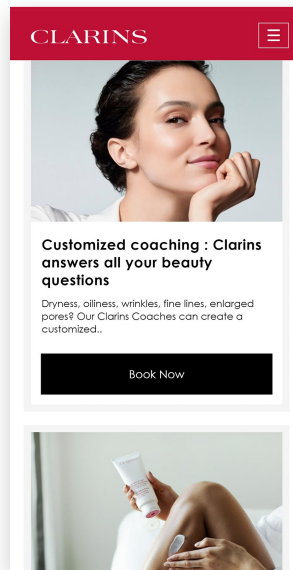 CLARINS
Customized coaching : Clarins
answers all your beauty
questions
Dryness, oiliness, wrinkles, fine lines, enlarged
pores? Our Clarins Coaches can create a
customized..
Book Now